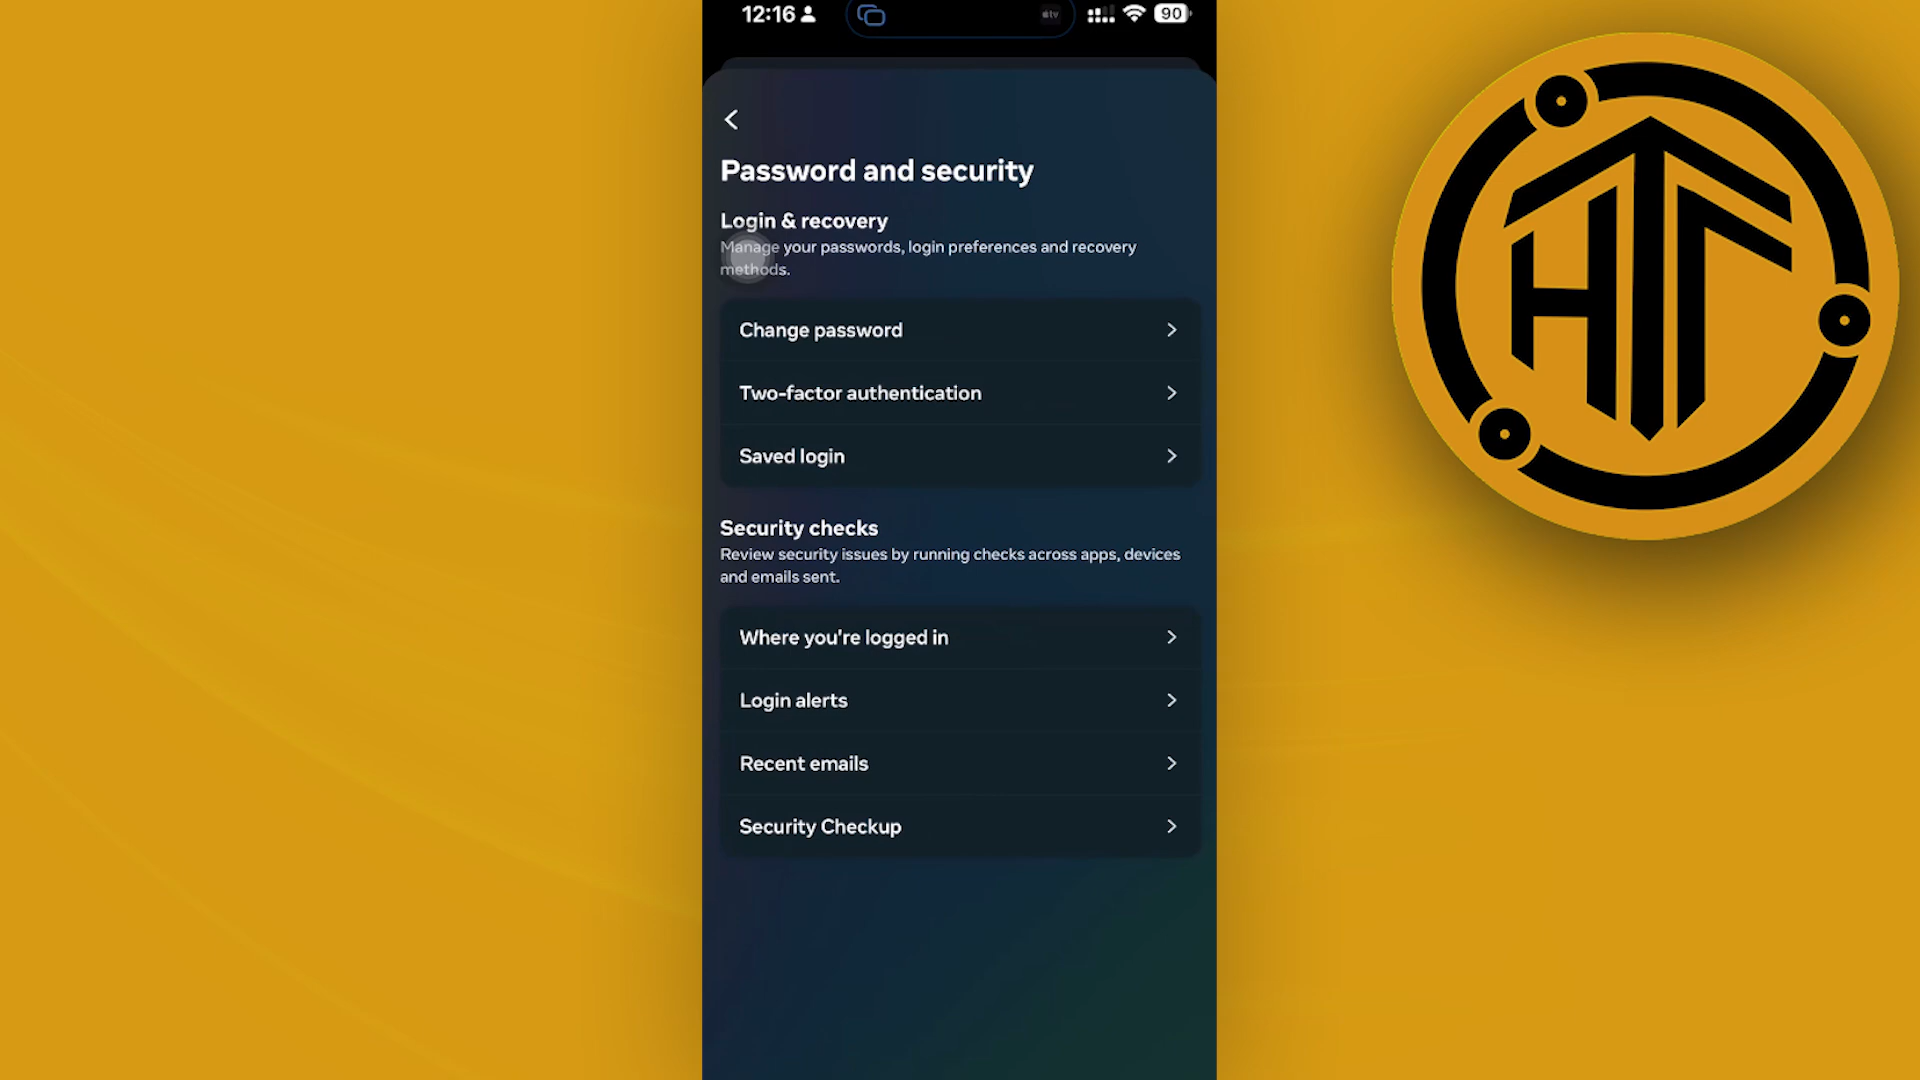 12:16
tv
90
Password and security
Login & recovery
Manage your passwords, login preferences and recovery
methods.
Change password
Two-factor authentication
Saved login
Security checks
Review security issues by running checks across apps, devices
and emails sent.
Where you're logged in
Login alerts
Recent emails
Security Checkup
HT